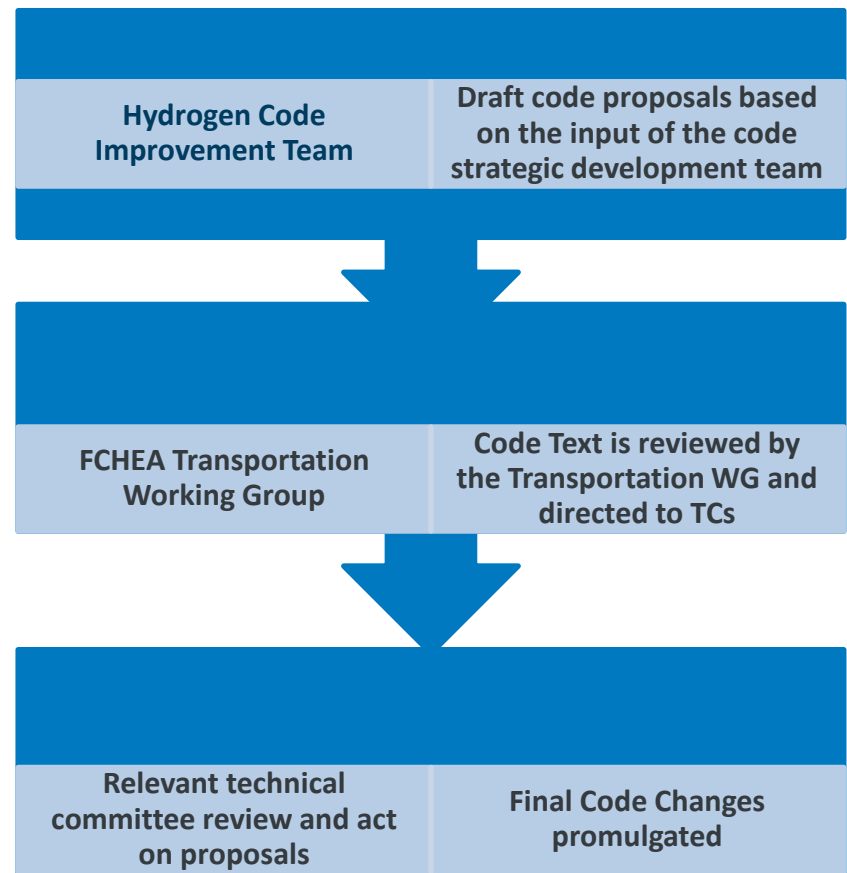 Hydrogen Code
Improvement Team
Draft code proposals based
on the input of the code
strategic development team
FCHEA Transportation
Working Group
Code Text is reviewed by
the Transportation WG and
directed to TCs
Relevant technical
committee review and act
on proposals
Final Code Changes
promulgated